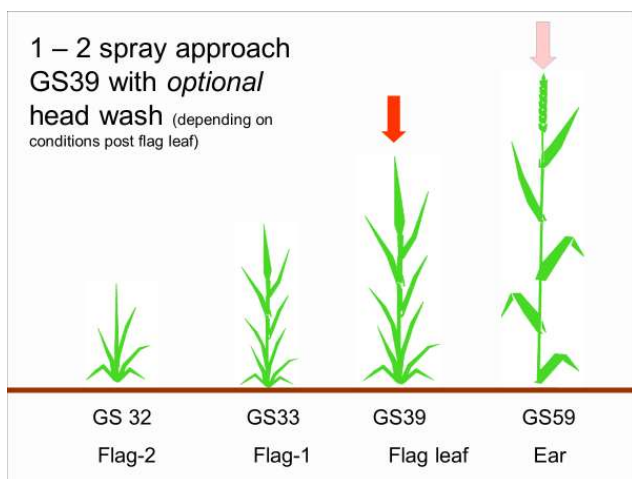 1 – 2 spray approach
GS39 with optional
head wash (depending on
conditions post flag leaf)
GS 32 GS33 GS39 GS59
Flag-2 Flag-1 Flag leaf Ear